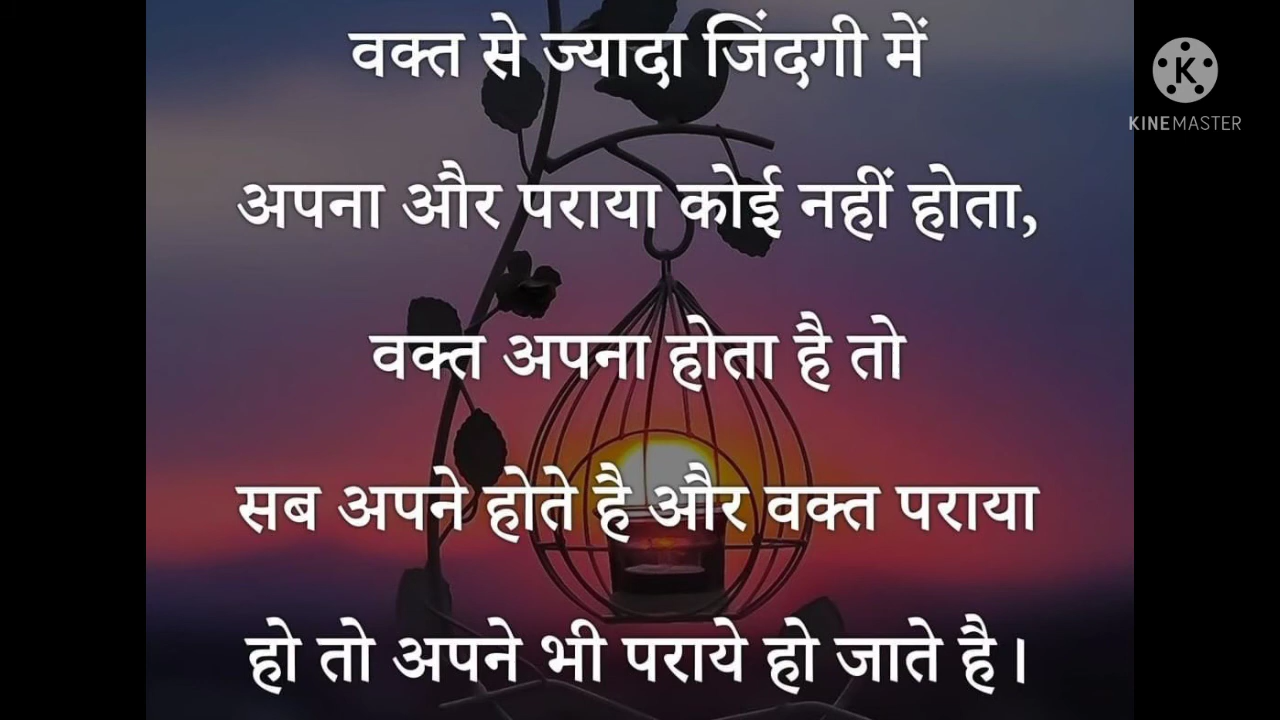 वक्त से ज्यादा जिंदगी में
अपना और पराया कोई नहीं होता,
वक्त अपना होता है तो
सब अपने होते है और वक्त पराया
हो तो अपने भी पराये हो जाते है।
K
KINEMASTER